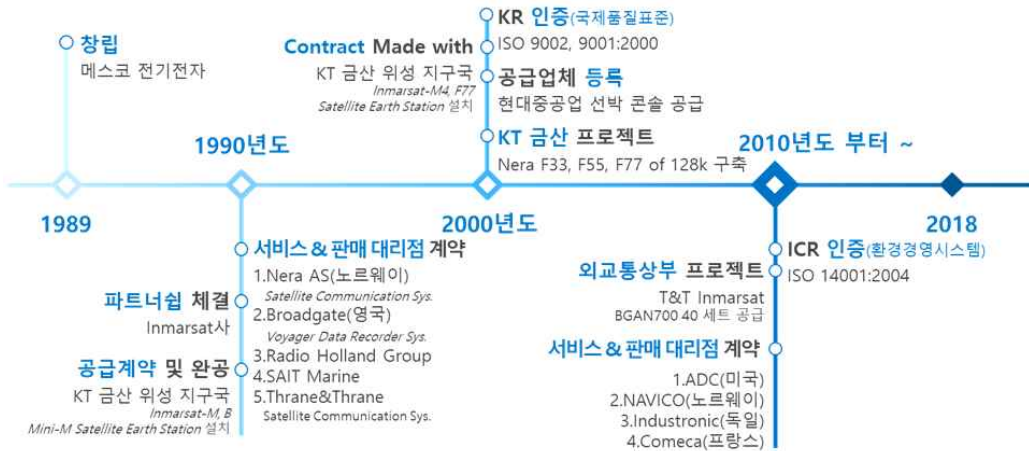 창립
메스코 전기전자
1989
1990년도
서비스 & 판매 대리점 계약
1.Nera AS(노르웨이)
Satellite Communication Sys.
2.Broadgate(영국)
Voyager Data Recorder Sys.
3.Radio Holland Group
4.SAIT Marine
5.Thrane&Thrane
Satellite Communication Sys.
파트너쉽 체결
Inmarsat사
공급계약 및 완공
KT 금산 위성 지구국
Inmarsat-M, B
Mini-M Satellite Earth Station 설치
KR 인증(국제품질표준)
ISO 9002, 9001:2000
Contract Made with
KT 금산 위성 지구국
Inmarsat-M4, F77
Satellite Earth Station 설치
공급업체 등록
현대중공업 선박 콘솔 공급
KT 금산 프로젝트
Nera F33, F55, F77 of 128k 구축
2000년도
2010년도 부터 ~
ICR 인증(환경경영시스템)
ISO 14001:2004
외교통상부 프로젝트
T&T Inmarsat
BGAN700 40 세트 공급
서비스 & 판매 대리점 계약
1.ADC(미국)
2.NAVICO(노르웨이)
3.Industronic(독일)
4.Comeca(프랑스)
2018